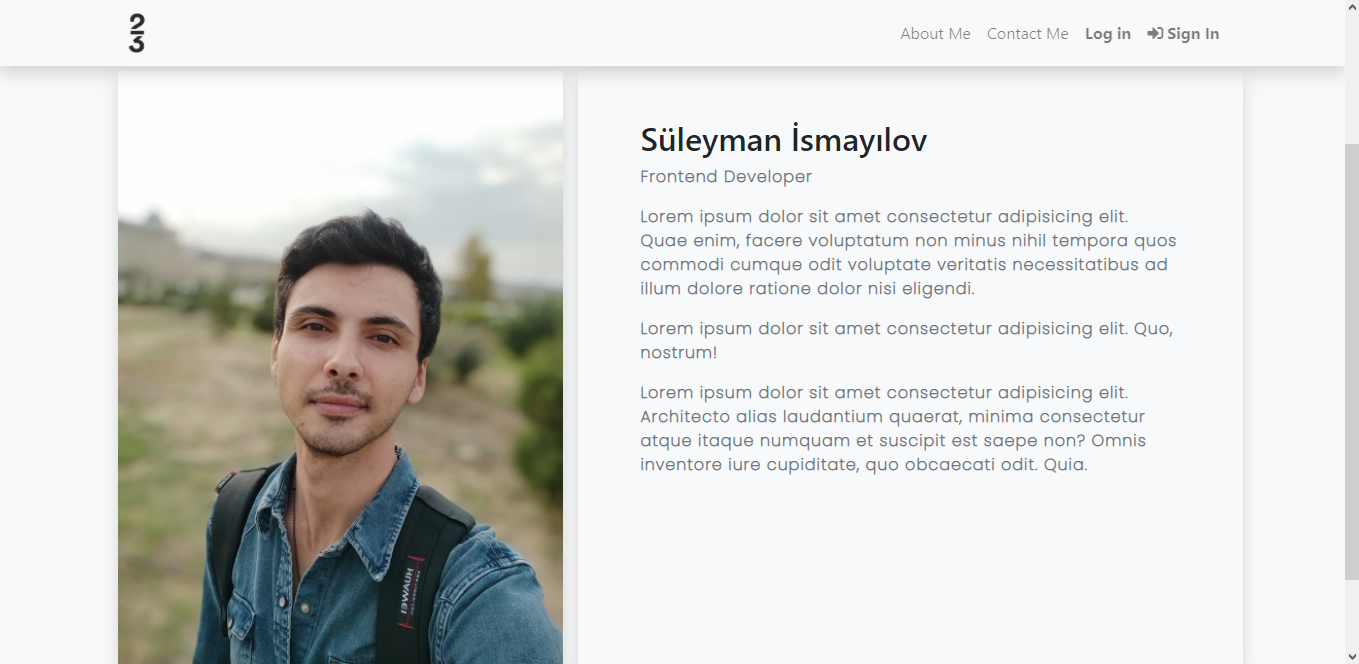 2
3
About Me Contact Me Log in Sign In
Süleyman İsmayılov
Frontend Developer
Lorem ipsum dolor sit amet consectetur adipisicing elit.
Quae enim, facere voluptatum non minus nihil tempora quos
commodi cumque odit voluptate veritatis necessitatibus ad
illum dolore ratione dolor nisi eligendi.
Lorem ipsum dolor sit amet consectetur adipisicing elit. Quo,
nostrum!
Lorem ipsum dolor sit amet consectetur adipisicing elit.
Architecto alias laudantium quaerat, minima consectetur
atque itaque numquam et suscipit est saepe non? Omnis
inventore iure cupiditate, quo obcaecati odit. Quia.
HUAWEI